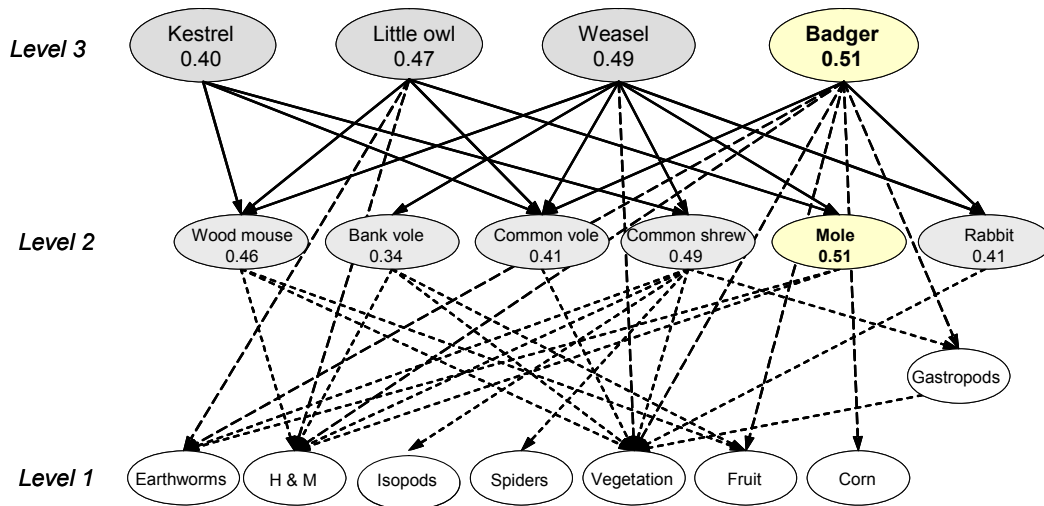 Level 3
Kestrel
0.40
Little owl
0.47
Weasel
0.49
Badger
0.51
Level 2
Wood mouse
0.46
Bank vole
0.34
Common vole
0.41
Common shrew
0.49
Mole
0.51
Rabbit
0.41
Gastropods
Level 1
Earthworms
H & M
Isopods
Spiders
Vegetation
Fruit
Corn